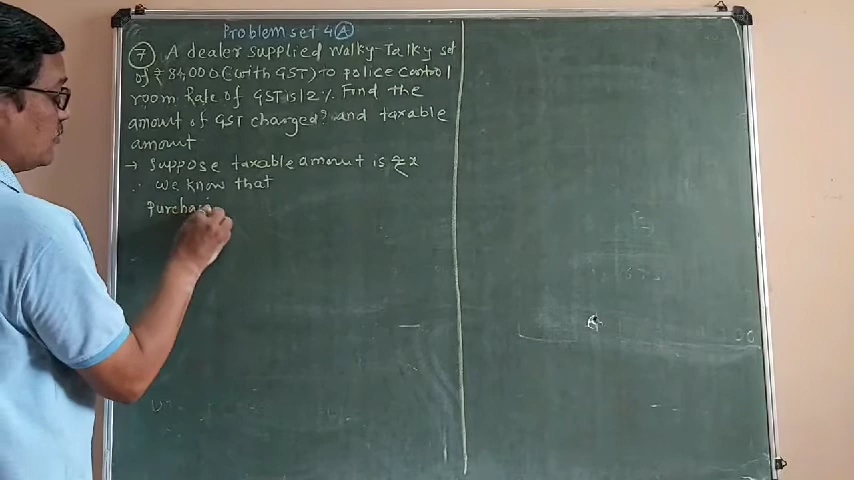 Problem set 4 A
7 A dealer supplied Walky-Talky set
of ₹ 84,000 (with GST) to police control
room Rate of GST is 12%. Find the
amount of GST charged? and taxable
amount
→ Suppose taxable amount is ₹ x
∴ we know that
Purchasi